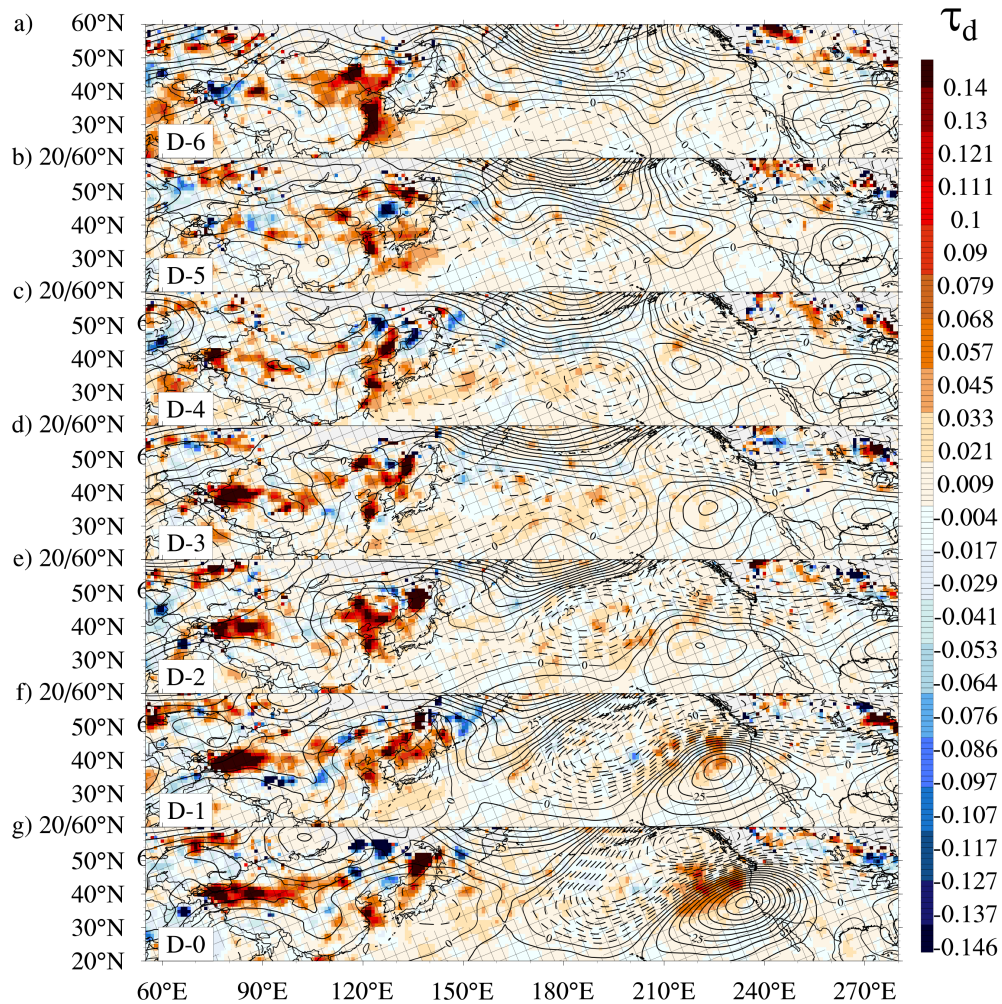 a) 60°N
τd
50°N
40°N
30°N
D-6
b) 20/60°N
50°N
40°N
30°N
D-5
c) 20/60°N
50°N
40°N
30°N
D-4
d) 20/60°N
50°N
40°N
30°N
D-3
e) 20/60°N
50°N
40°N
30°N
D-2
f) 20/60°N
50°N
40°N
30°N
D-1
g) 20/60°N
50°N
40°N
30°N
D-0
20°N
60°E 90°E 120°E 150°E 180°E 210°E 240°E 270°E
0.14
0.13
0.121
0.111
0.1
0.09
0.079
0.068
0.057
0.045
0.033
0.021
0.009
-0.004
-0.017
-0.029
-0.041
-0.053
-0.064
-0.076
-0.086
-0.097
-0.107
-0.117
-0.127
-0.137
-0.146